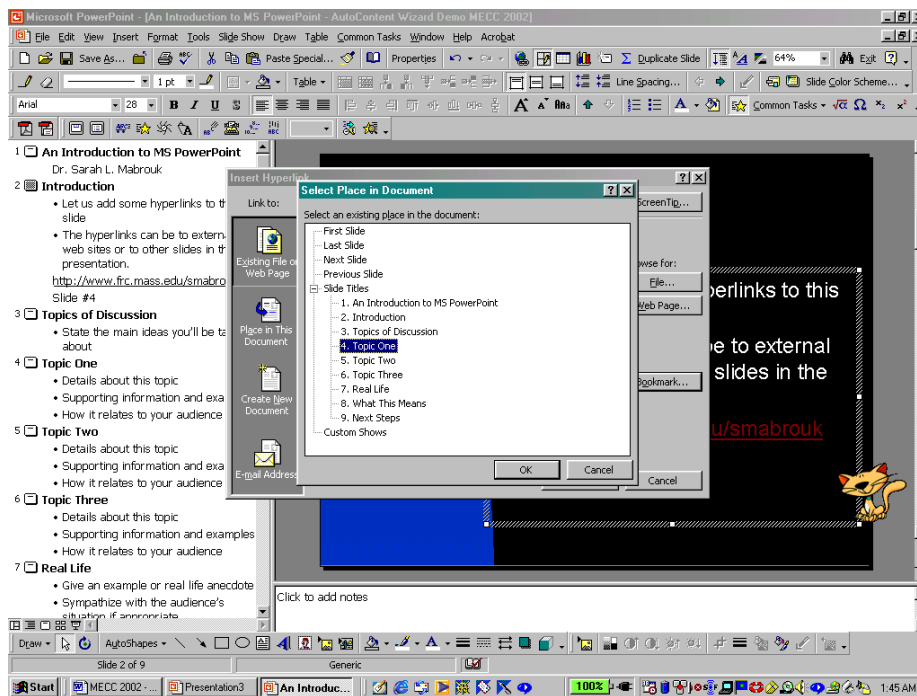 Microsoft PowerPoint - [An Introduction to MS PowerPoint - AutoContent Wizard Demo MECC 2002]
File Edit View Insert Format Tools Slide Show Draw Table Common Tasks Window Help Acrobat
Save As... Paste Special... Properties Σ Duplicate Slide 64% Exit
1 pt Table Line Spacing... Slide Color Scheme...
Arial 28 B I U S A A Common Tasks √α Ω
1 An Introduction to MS PowerPoint
Dr. Sarah L. Mabrouk
2 Introduction
• Let us add some hyperlinks to th
slide
• The hyperlinks can be to extern
web sites or to other slides in th
presentation.
http://www.frc.mass.edu/smabro
Slide #4
3 Topics of Discussion
• State the main ideas you'll be ta
about
4 Topic One
• Details about this topic
• Supporting information and exa
• How it relates to your audience
5 Topic Two
• Details about this topic
• Supporting information and exa
• How it relates to your audience
6 Topic Three
• Details about this topic
• Supporting information and examples
• How it relates to your audience
7 Real Life
• Give an example or real life anecdote
• Sympathize with the audience's
situation if appropriate
Insert Hyperlink
Link to:
Existing File or
Web Page
Place in This
Document
Create New
Document
E-mail Address
Select Place in Document
Select an existing place in the document:
First Slide
Last Slide
Next Slide
Previous Slide
Slide Titles
1. An Introduction to MS PowerPoint
2. Introduction
3. Topics of Discussion
4. Topic One
5. Topic Two
6. Topic Three
7. Real Life
8. What This Means
9. Next Steps
Custom Shows
OK Cancel
ScreenTip...
owse for:
File...
Web Page...
Bookmark...
Cancel
perlinks to this
e to external
slides in the
u/smabrouk
Click to add notes
Draw AutoShapes
Slide 2 of 9 Generic
Start MECC 2002 - ... Presentation3 An Introduc... 100% 1:45 AM